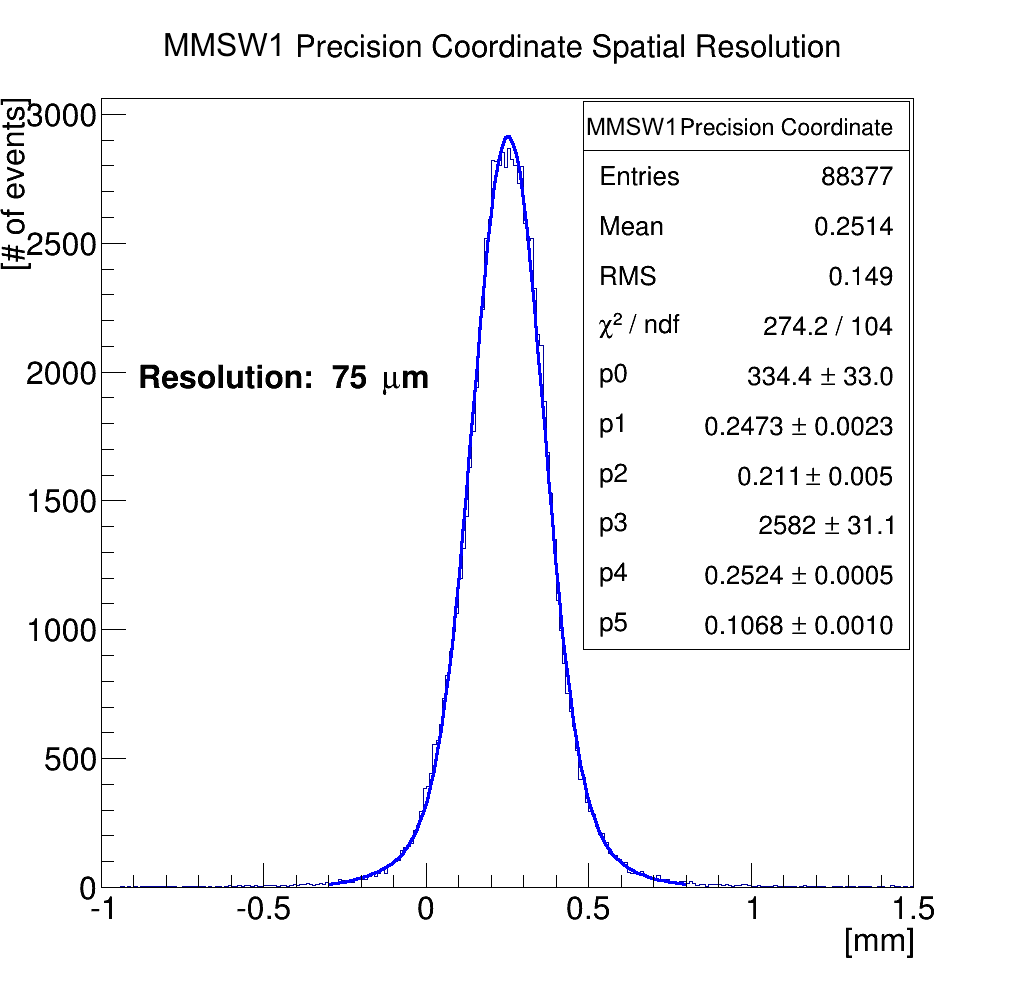 MMSW1 Precision Coordinate Spatial Resolution
[# of events]
3000
2500
2000
1500
1000
500
0
Resolution: 75 μm
MMSW1Precision Coordinate
Entries 88377
Mean 0.2514
RMS 0.149
χ² / ndf 274.2 / 104
p0 334.4 ± 33.0
p1 0.2473 ± 0.0023
p2 0.211 ± 0.005
p3 2582 ± 31.1
p4 0.2524 ± 0.0005
p5 0.1068 ± 0.0010
-1 -0.5 0 0.5 1 1.5
[mm]